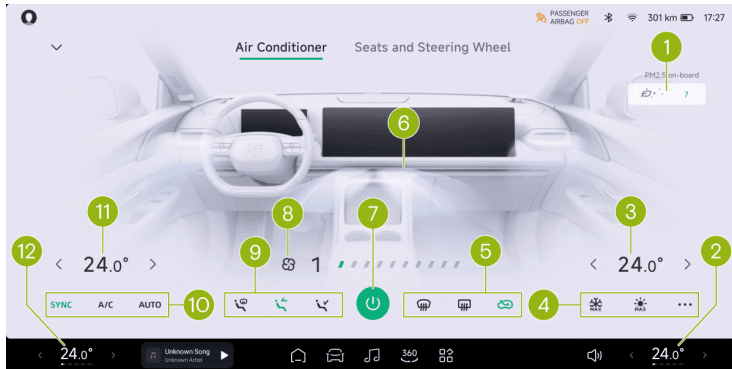 PASSENGER
AIRBAG OFF
301 km
17:27
Air Conditioner
Seats and Steering Wheel
1
PM2.5 on-board
7
6
11
8
7
3
12
9
5
2
24.0°
1
24.0°
SYNC
A/C
AUTO
10
4
MAX
MAX
24.0°
Unknown Song
Unknown Artist
360
24.0°